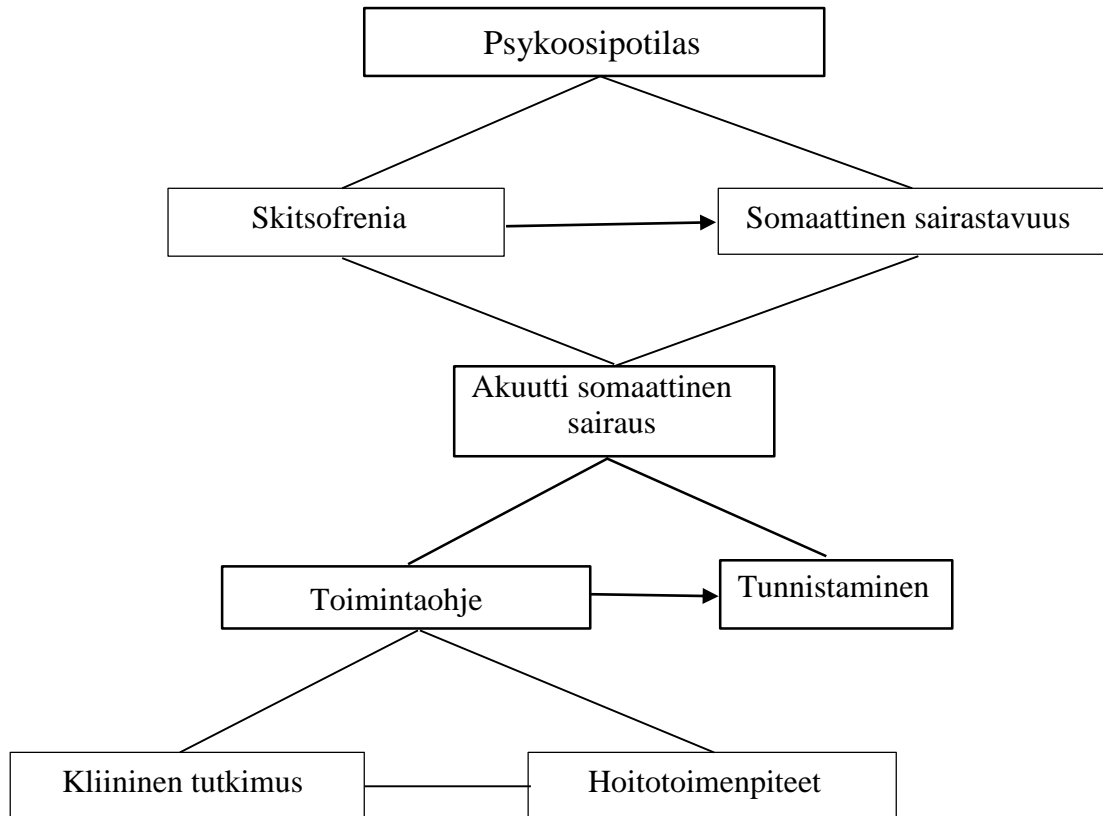 Psykoosipotilas
Skitsofrenia
Somaattinen sairastavuus
Akuutti somaattinen
sairaus
Toimintaohje
Tunnistaminen
Kliininen tutkimus
Hoitotoimenpiteet